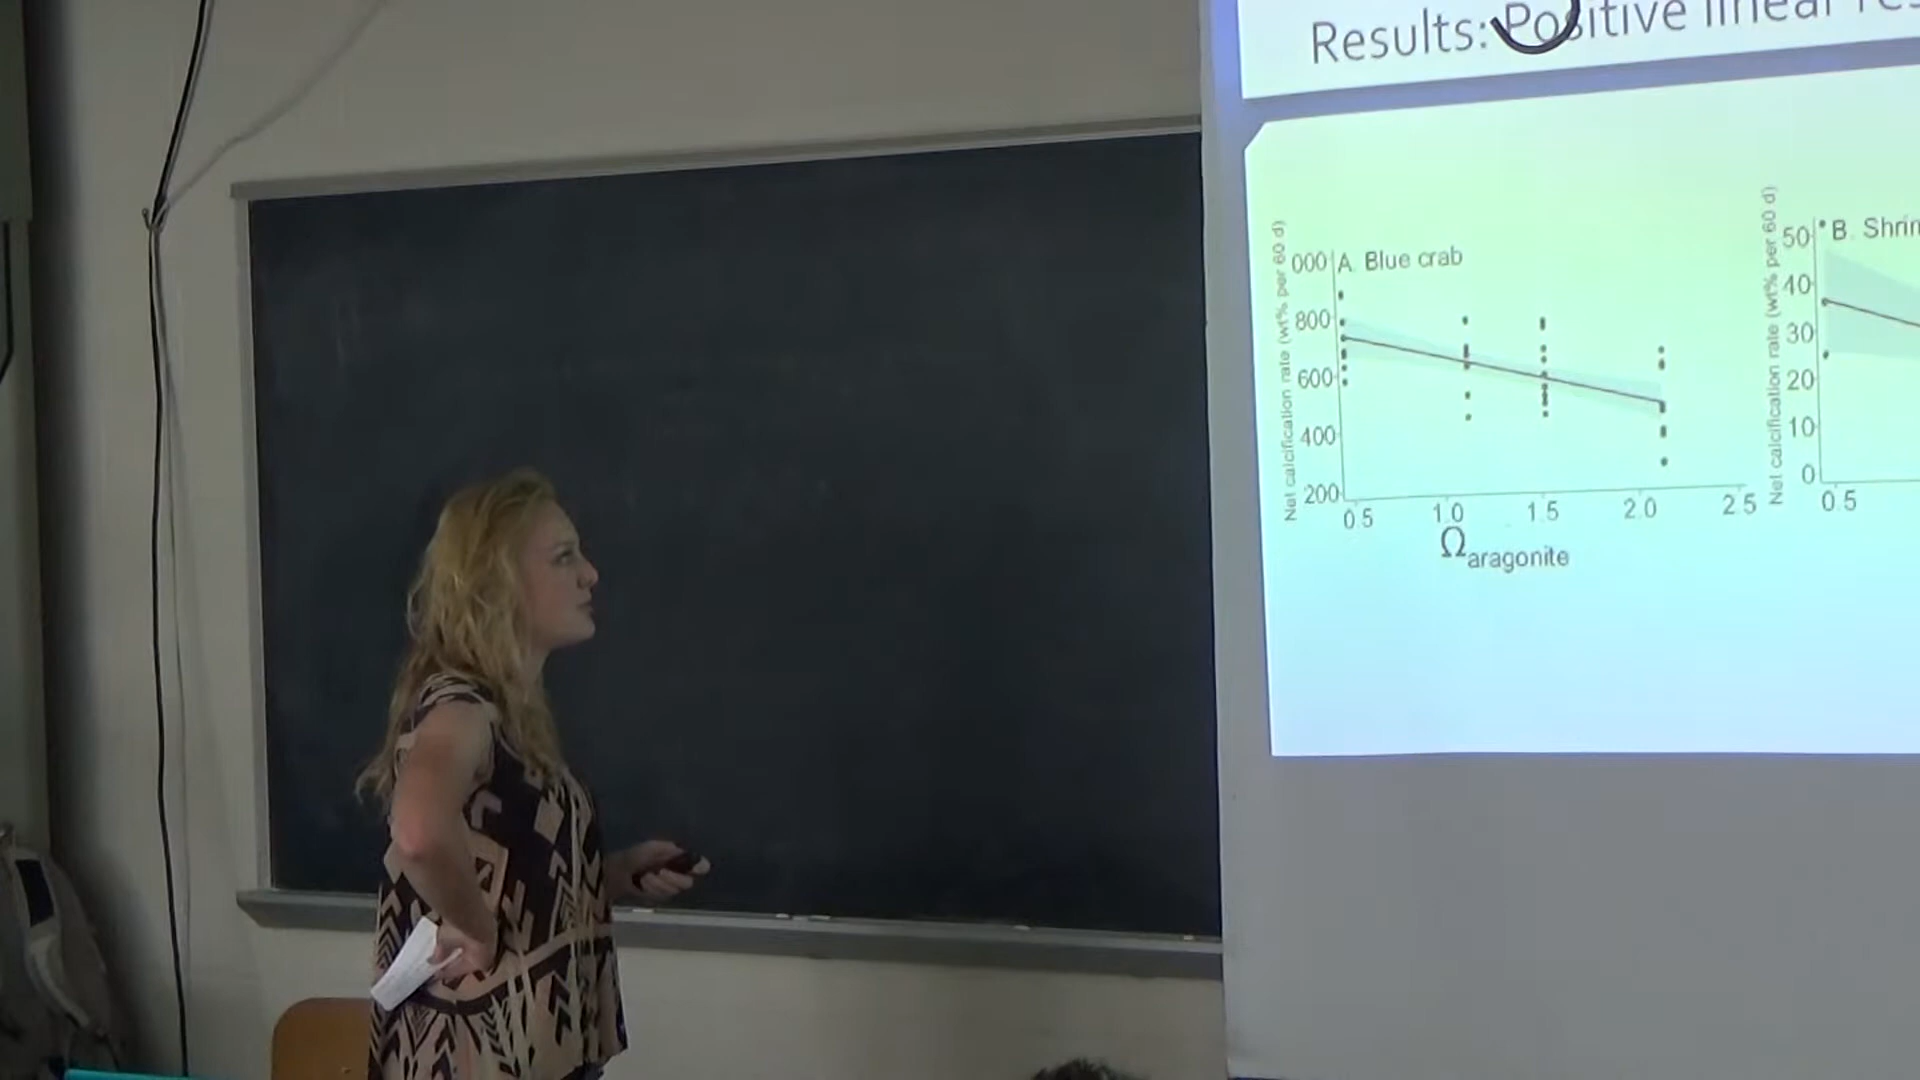 Results: Positive linear
Net calcification rate (wt% per 60 d)
000
A. Blue crab
800
600
400
200
0.5 1.0 1.5 2.0 2.5
Ωaragonite
Net calcification rate (wt% per 60 d)
B.
50
40
30
20
10
0
0.5